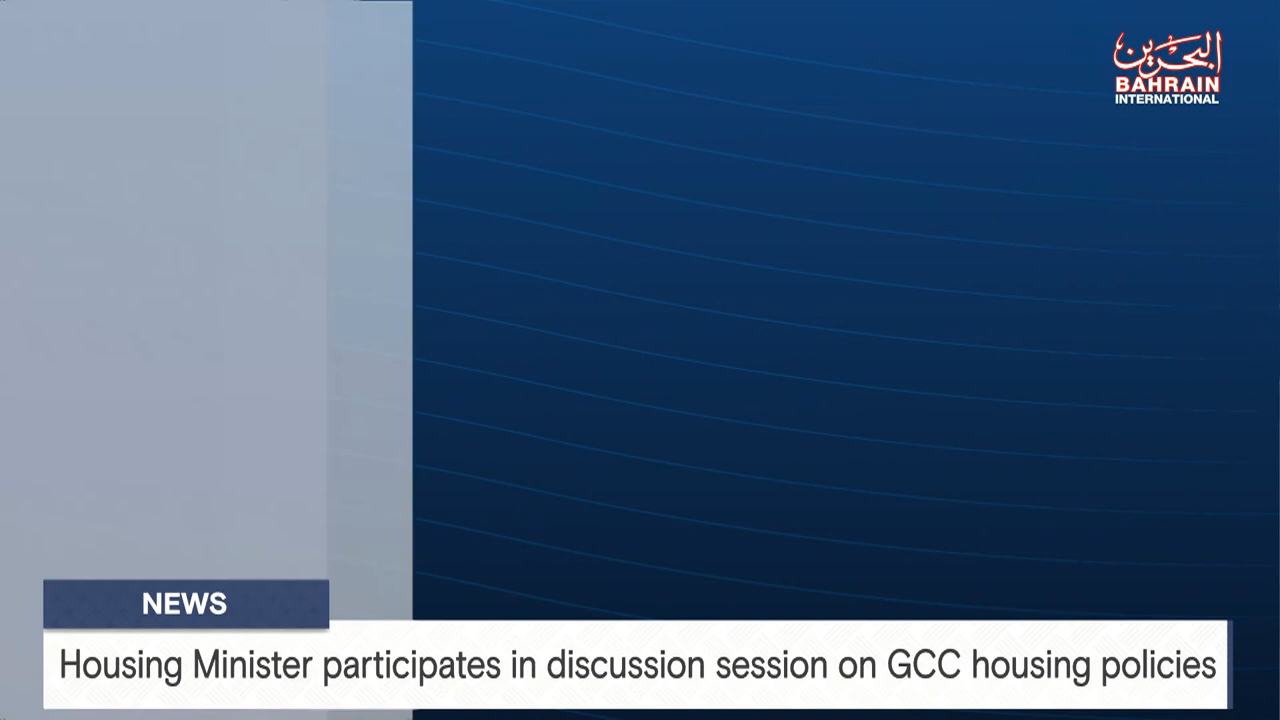 البحرين
BAHRAIN
INTERNATIONAL
NEWS
Housing Minister participates in discussion session on GCC housing policies